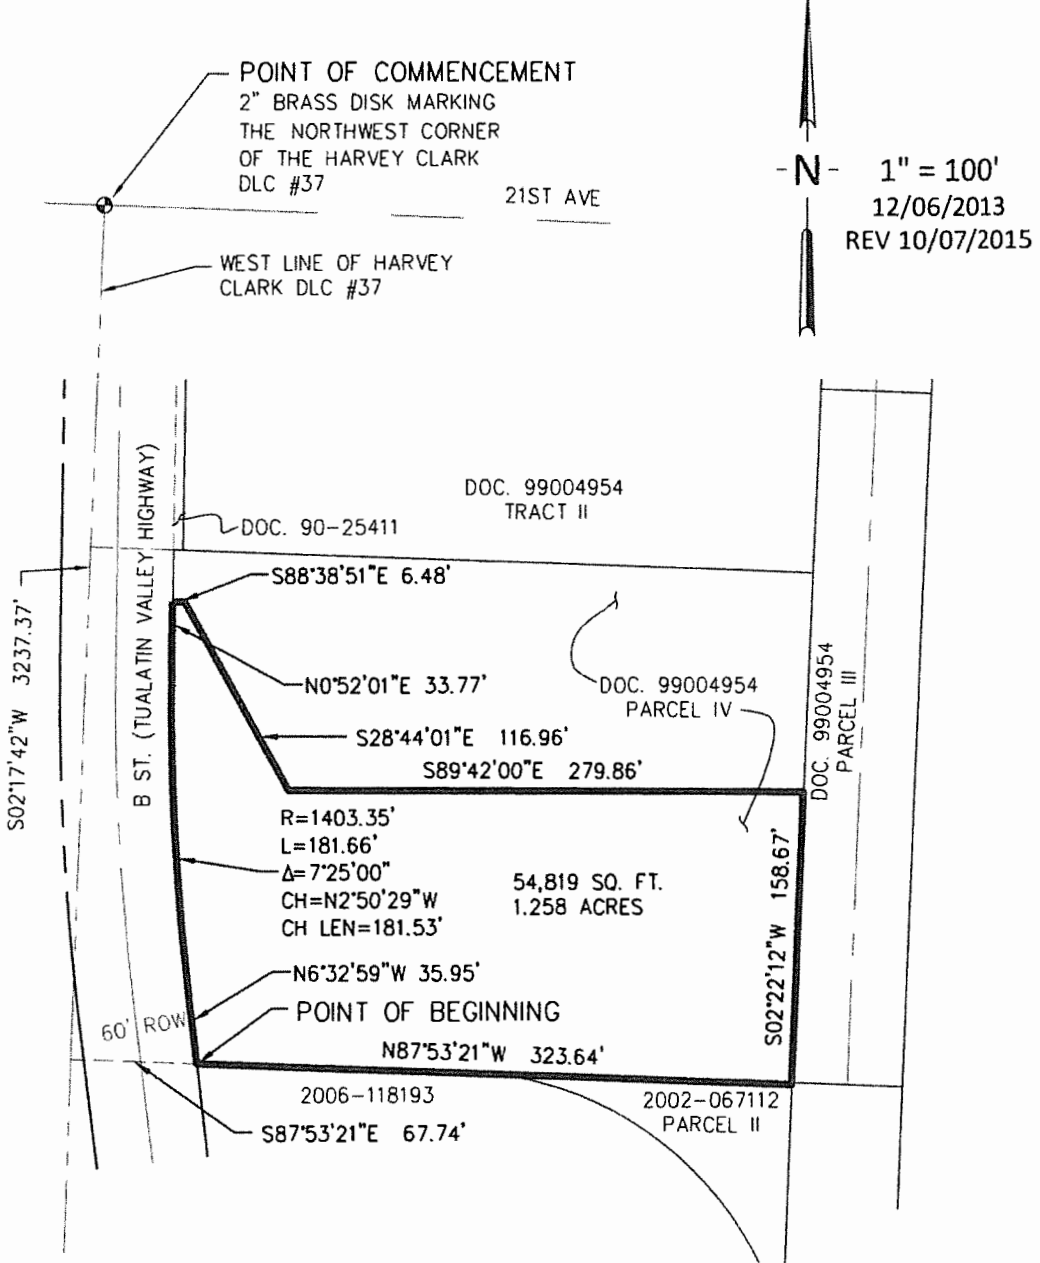 POINT OF COMMENCEMENT
2" BRASS DISK MARKING
THE NORTHWEST CORNER
OF THE HARVEY CLARK
DLC #37
21ST AVE
-N-
1" = 100'
12/06/2013
REV 10/07/2015
WEST LINE OF HARVEY
CLARK DLC #37
DOC. 99004954
TRACT II
DOC. 90-25411
B ST. (TUALATIN VALLEY HIGHWAY)
S02°17'42"W 3237.37'
S88°38'51"E 6.48'
N0°52'01"E 33.77'
DOC. 99004954
PARCEL IV
DOC. 99004954
PARCEL III
S28°44'01"E 116.96'
S89°42'00"E 279.86'
R=1403.35'
L=181.66'
Δ=7°25'00"
CH=N2°50'29"W
CH LEN=181.53'
54,819 SQ. FT.
1.258 ACRES
S02°22'12"W 158.67'
N6°32'59"W 35.95'
POINT OF BEGINNING
60' ROW
N87°53'21"W 323.64'
2006-118193
2002-067112
PARCEL II
S87°53'21"E 67.74'